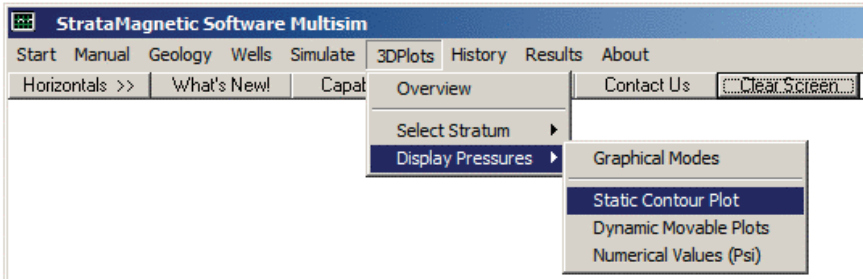 StrataMagnetic Software Multisim
Start Manual Geology Wells Simulate 3DPlots History Results About
Horizontals >> What's New! Contact Us Clear Screen
Overview
Select Stratum
Display Pressures
Graphical Modes
Static Contour Plot
Dynamic Movable Plots
Numerical Values (Psi)